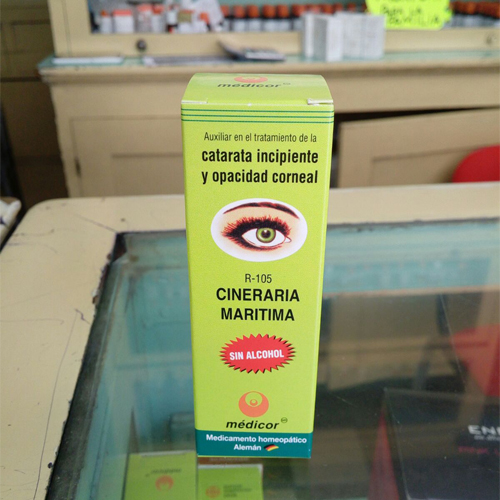 médicor
Auxiliar en el tratamiento de la
catarata incipiente
y opacidad corneal
R-105
CINERARIA
MARITIMA
SIN ALCOHOL
médicor
Medicamento homeopático
Alemán